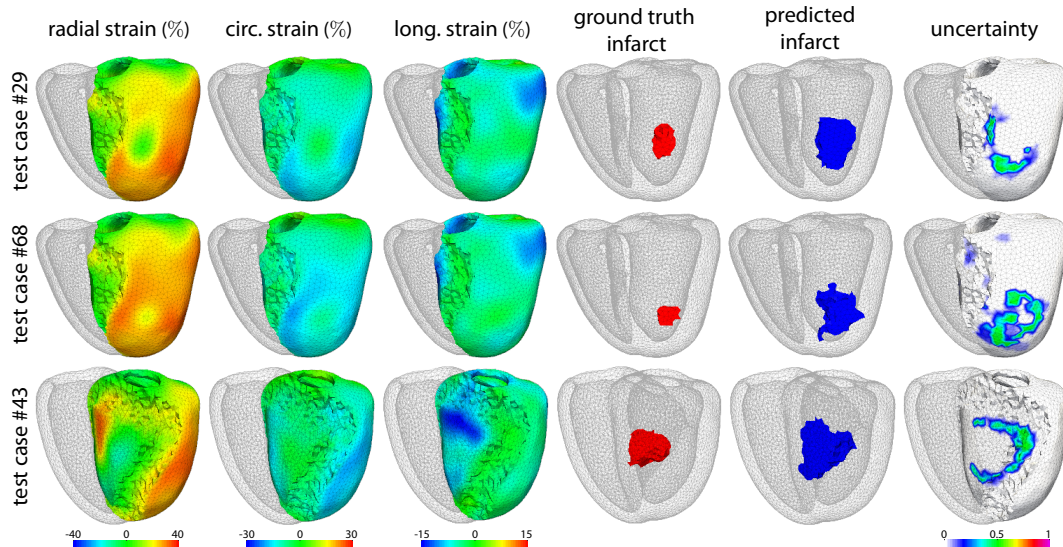 radial strain (%)
circ. strain (%)
long. strain (%)
ground truth
infarct
predicted
infarct
uncertainty
test case #29
test case #68
test case #43
-40 0 40
-30 0 30
-15 0 15
0 0.5 1